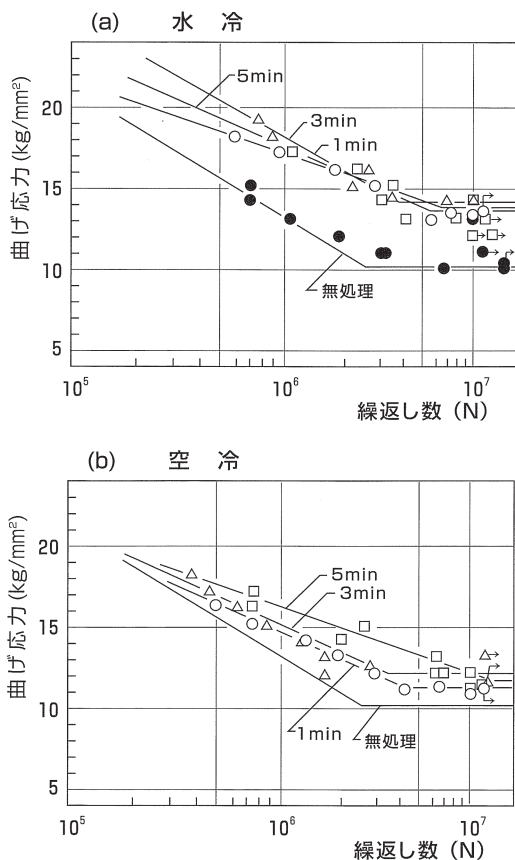 (a) 水 冷
曲げ応力(kg/mm²)
20
15
10
5
5min
3min
1min
無処理
10⁵
10⁶
10⁷
繰返し数(N)
(b) 空 冷
曲げ応力(kg/mm²)
20
15
10
5
5min
3min
1min
無処理
10⁵
10⁶
10⁷
繰返し数(N)